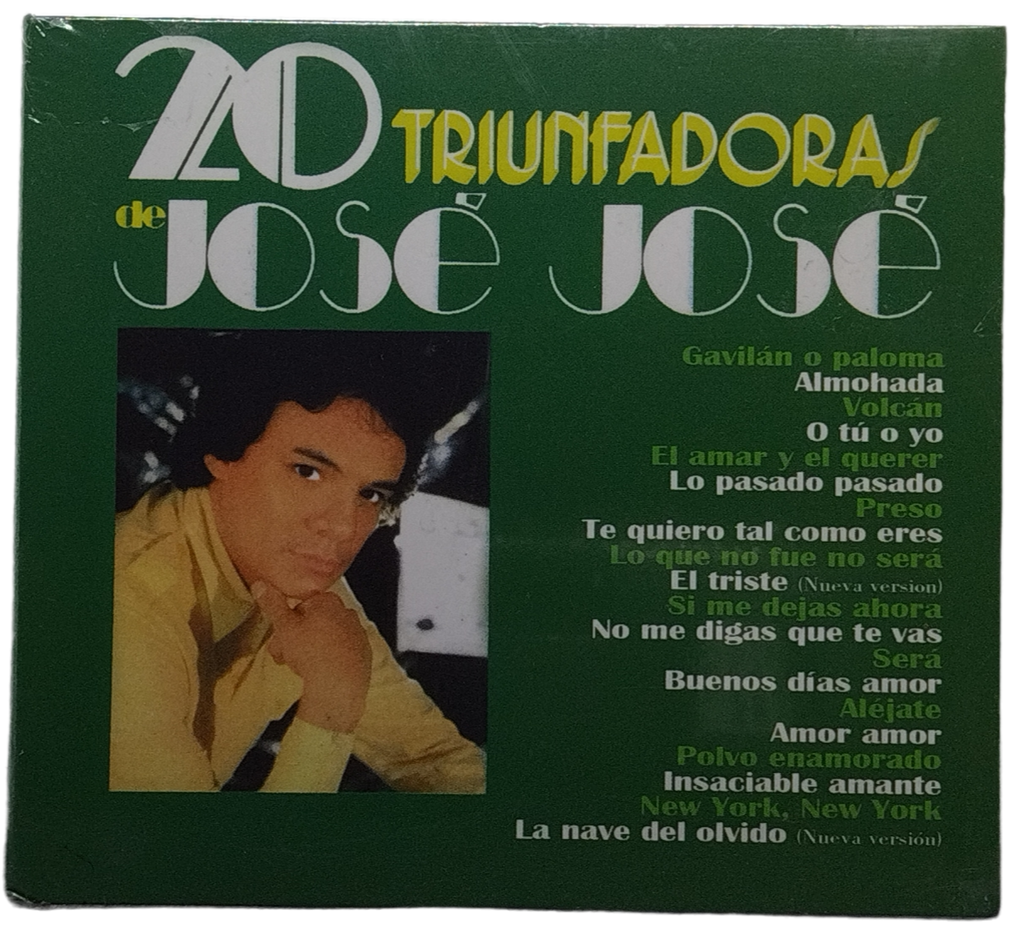 20 TRIUNFADORAS
de JOSÉ JOSÉ
Gavilán o paloma
Almohada
Volcán
O tú o yo
El amar y el querer
Lo pasado pasado
Preso
Te quiero tal como eres
Lo que no fue no será
El triste (Nueva version)
Si me dejas ahora
No me digas que te vas
Será
Buenos días amor
Aléjate
Amor amor
Polvo enamorado
Insaciable amante
New York, New York
La nave del olvido (Nueva versión)